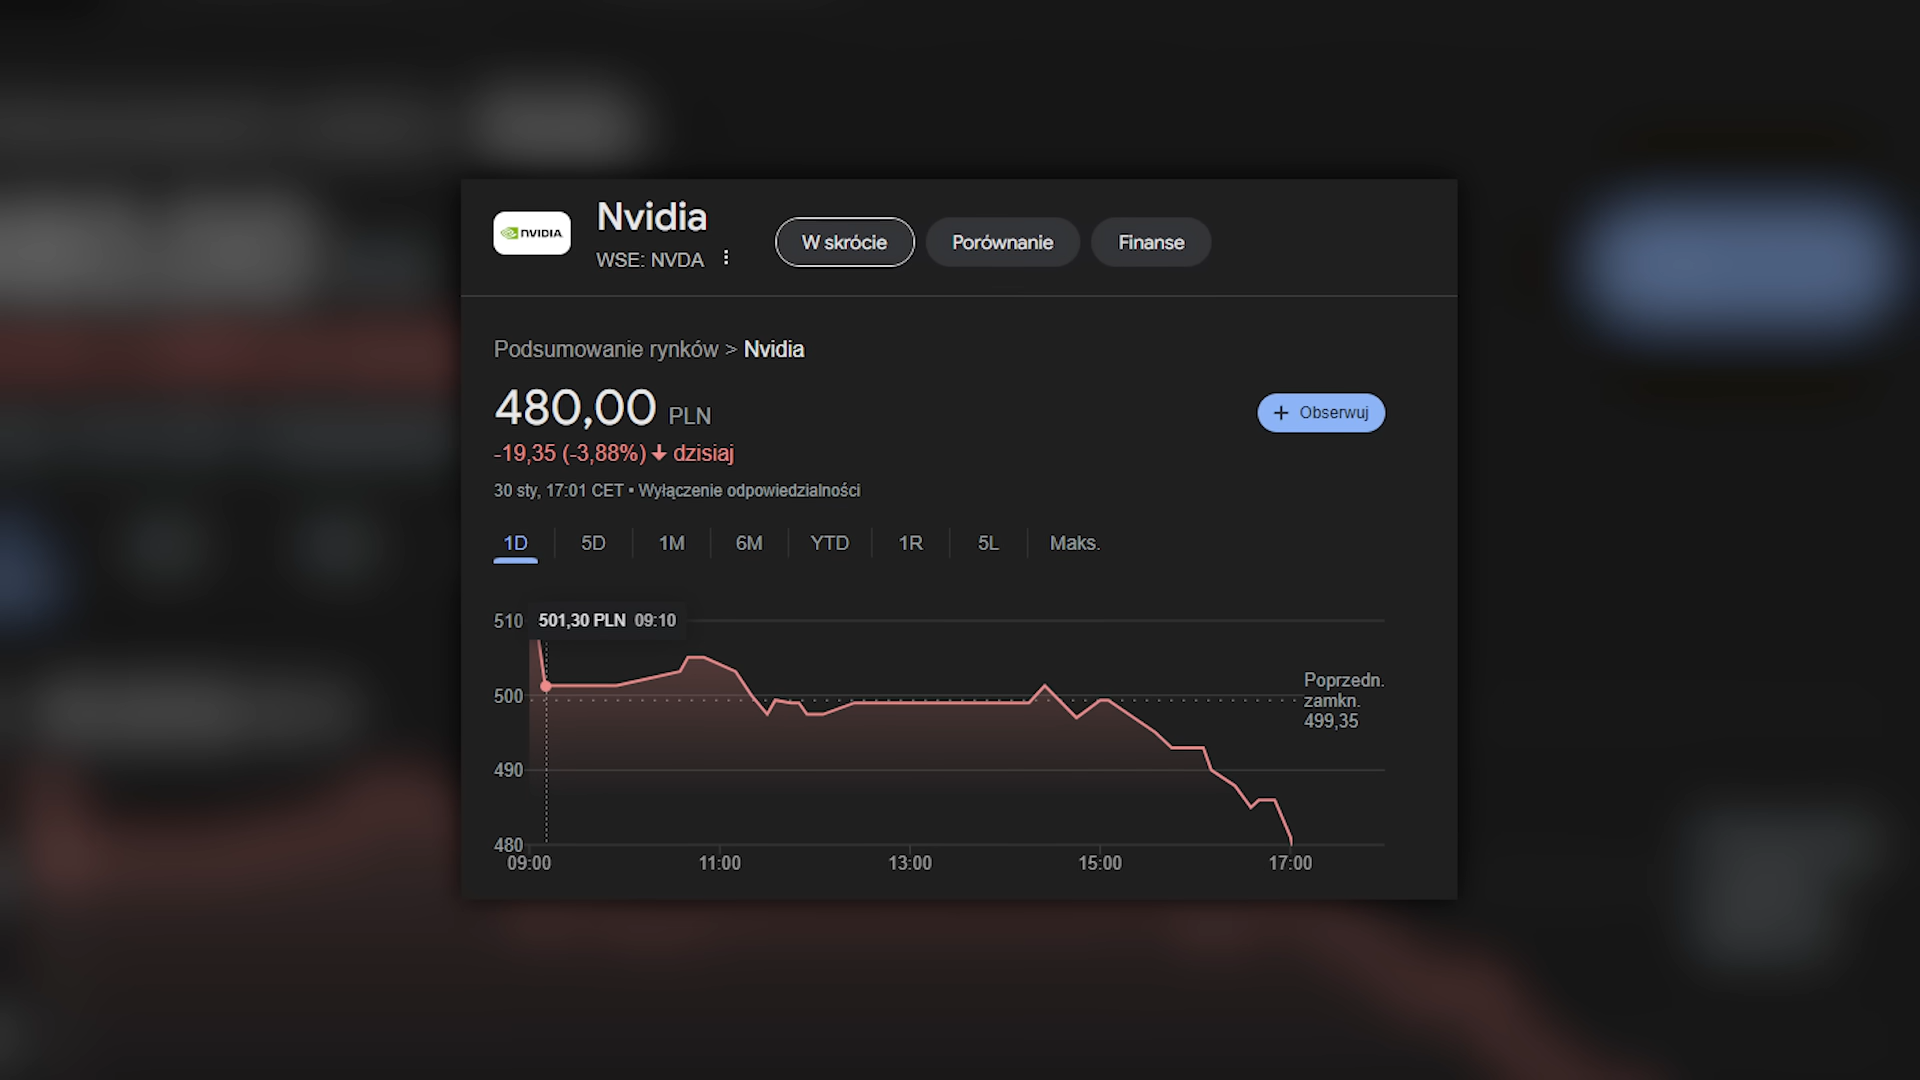 NVIDIA
Nvidia
WSE: NVDA
W skrócie
Porównanie
Finanse
Podsumowanie rynków > Nvidia
480,00 PLN
+ Obserwuj
-19,35 (-3,88%) ↓ dzisiaj
30 sty, 17:01 CET • Wyłączenie odpowiedzialności
1D 5D 1M 6M YTD 1R 5L Maks.
510
501,30 PLN 09:10
500
Poprzedn.
zamkn.
499,35
490
480
09:00 11:00 13:00 15:00 17:00